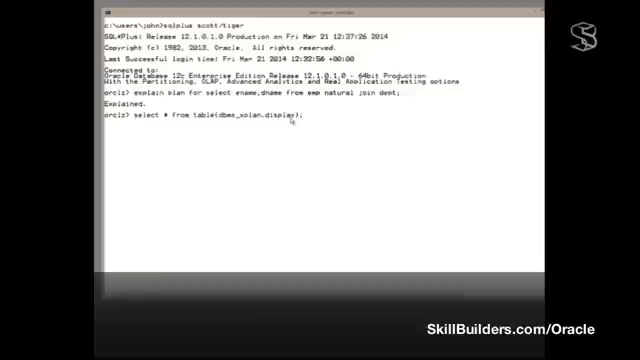 c:\users\john>sqlplus scott/tiger
SQL*Plus: Release 12.1.0.1.0 Production on Fri Mar 21 12:37:26 2014
Copyright (c) 1982, 2013, Oracle.  All rights reserved.
Last Successful login time: Fri Mar 21 2014 12:32:56 +00:00
Connected to:
Oracle Database 12c Enterprise Edition Release 12.1.0.1.0 - 64bit Production
With the Partitioning, OLAP, Advanced Analytics and Real Application Testing options
orclz> explain plan for select ename,dname from emp natural join dept;
Explained.
orclz> select * from table(dbms_xplan.display);
SkillBuilders.com/Oracle